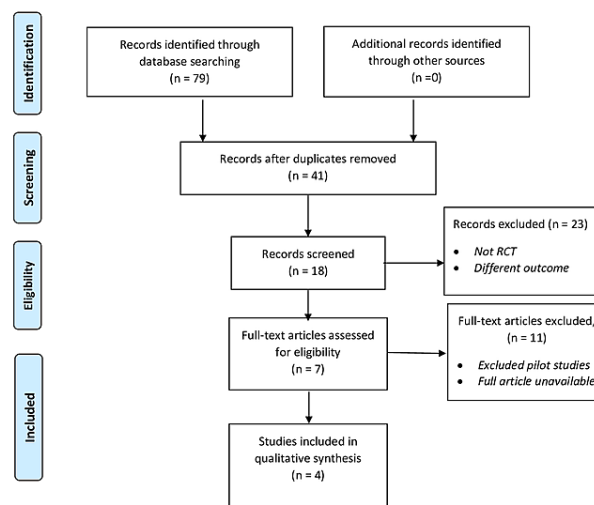 Identification
Records identified through
database searching
(n = 79)
Additional records identified
through other sources
(n =0)
Screening
Records after duplicates removed
(n = 41)
Eligibility
Records screened
(n = 18)
Records excluded (n = 23)
• Not RCT
• Different outcome
Full-text articles assessed
for eligibility
(n = 7)
Full-text articles excluded,
(n = 11)
• Excluded pilot studies
• Full article unavailable
Included
Studies included in
qualitative synthesis
(n = 4)